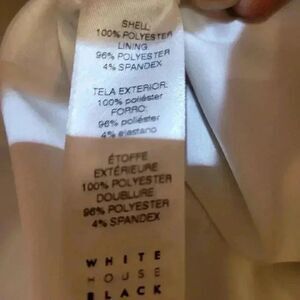 SHELL:
100% POLYESTER
LINING
96% POLYESTER
4% SPANDEX
TELA EXTERIOR:
100% poliéster
FORRO:
96% poliéster
4% elastano
ÉTOFFE
EXTÉRIEURE
100% POLYESTER
DOUBLURE
96% POLYESTER
4% SPANDEX
WHITE
HOUSE
BLACK